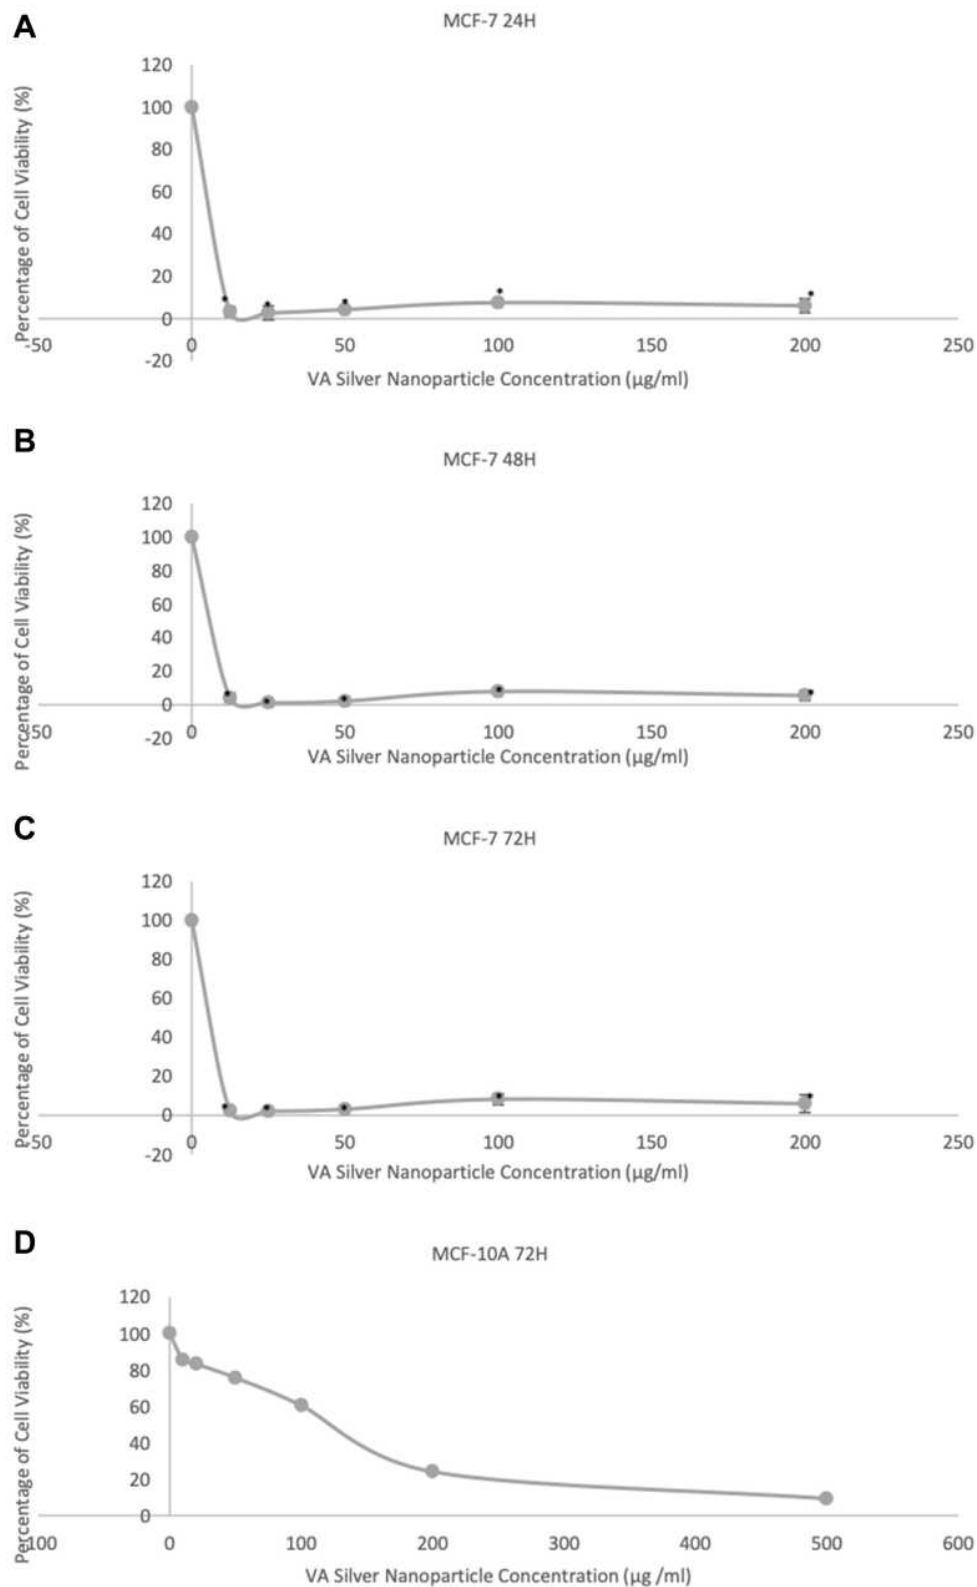 A
MCF-7 24H
Percentage of Cell Viability (%)
120
100
80
60
40
20
0
-20
-50 0 50 100 150 200 250
VA Silver Nanoparticle Concentration (µg/ml)
B
MCF-7 48H
Percentage of Cell Viability (%)
120
100
80
60
40
20
0
-20
-50 0 50 100 150 200 250
VA Silver Nanoparticle Concentration (µg/ml)
C
MCF-7 72H
Percentage of Cell Viability (%)
120
100
80
60
40
20
0
-20
-50 0 50 100 150 200 250
VA Silver Nanoparticle Concentration (µg/ml)
D
MCF-10A 72H
Percentage of Cell Viability (%)
120
100
80
60
40
20
0
-100 0 100 200 300 400 500 600
VA Silver Nanoparticle Concentration (µg /ml)